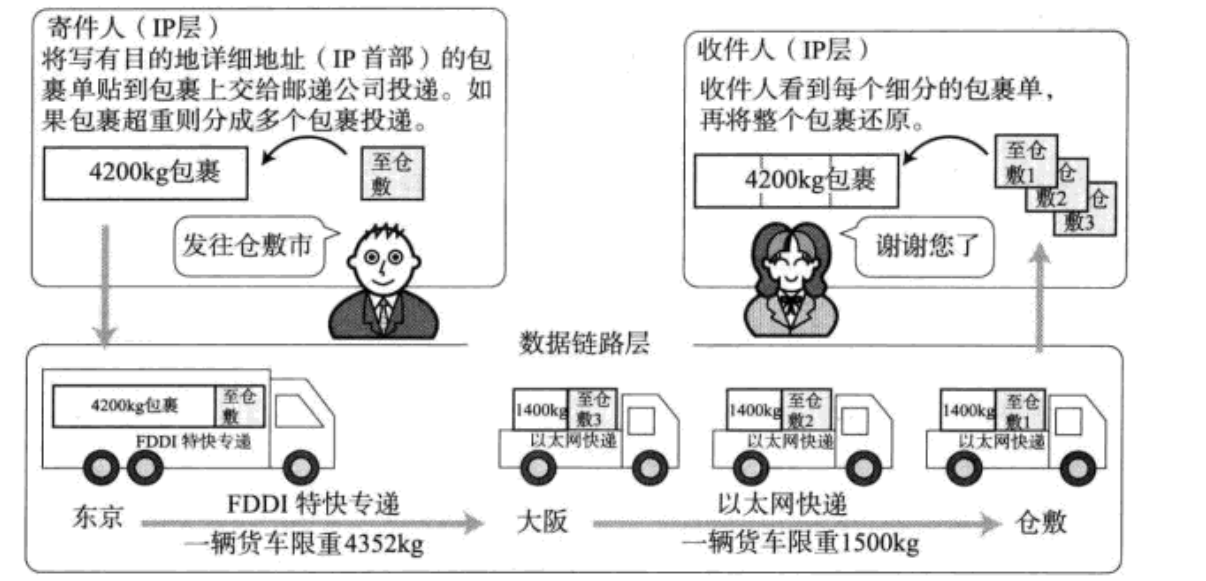 寄件人（IP层）
将写有目的地详细地址（IP 首部）的包
裹单贴到包裹上交给邮递公司投递。如
果包裹超重则分成多个包裹投递。
4200kg包裹
至仓
敷
发往仓敷市
收件人（IP层）
收件人看到每个细分的包裹单，
再将整个包裹还原。
4200kg包裹
至仓
敷1
仓
敷2
仓
敷3
谢谢您了
数据链路层
4200kg包裹
至仓
敷
FDDI 特快专递
1400kg
至仓
敷3
以太网快递
1400kg
至仓
敷2
以太网快递
1400kg
至仓
敷1
以太网快递
东京
FDDI 特快专递
一辆货车限重4352kg
大阪
以太网快递
一辆货车限重1500kg
仓敷